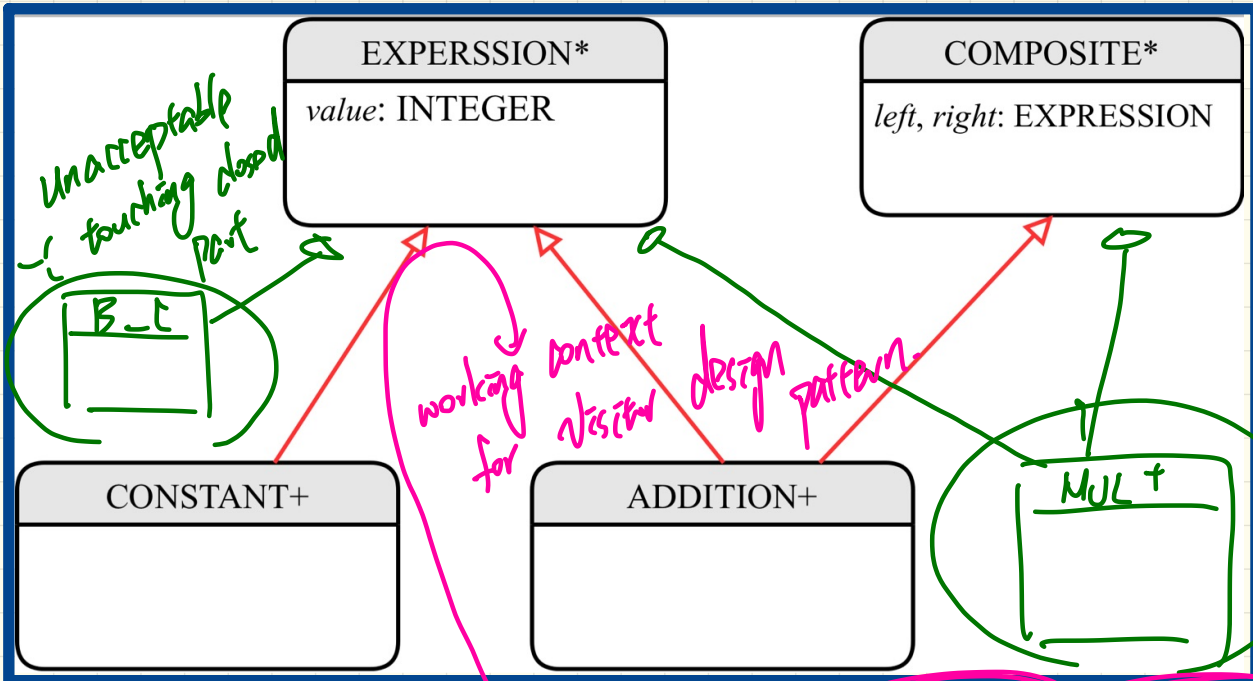 EXPERSSION*
value: INTEGER
COMPOSITE*
left, right: EXPRESSION
unacceptable
touching closed
part
B_C
working context
for visitor design pattern.
CONSTANT+
ADDITION+
MUL +